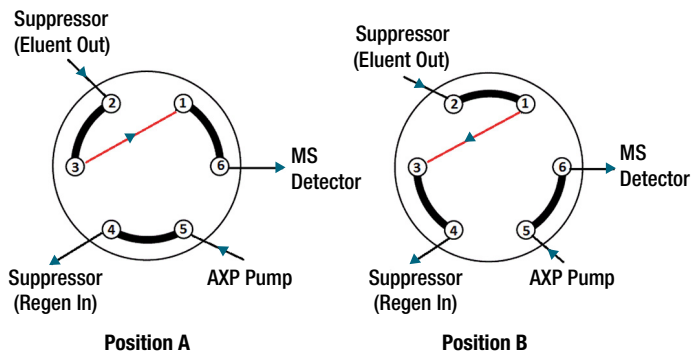 Suppressor
(Eluent Out)
2
1
3
6
4
5
MS
Detector
Suppressor
(Regen In)
AXP Pump
Position A
Suppressor
(Eluent Out)
2
1
3
6
4
5
MS
Detector
Suppressor
(Regen In)
AXP Pump
Position B